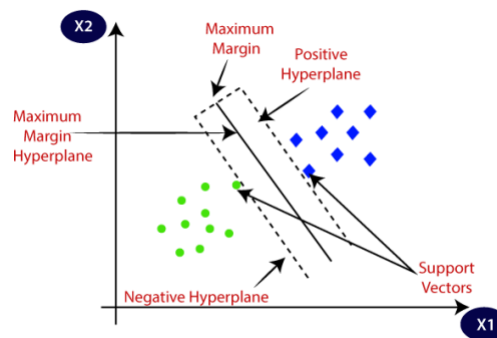 X2
Maximum
Margin
Positive
Hyperplane
Maximum
Margin
Hyperplane
Support
Vectors
Negative Hyperplane
X1